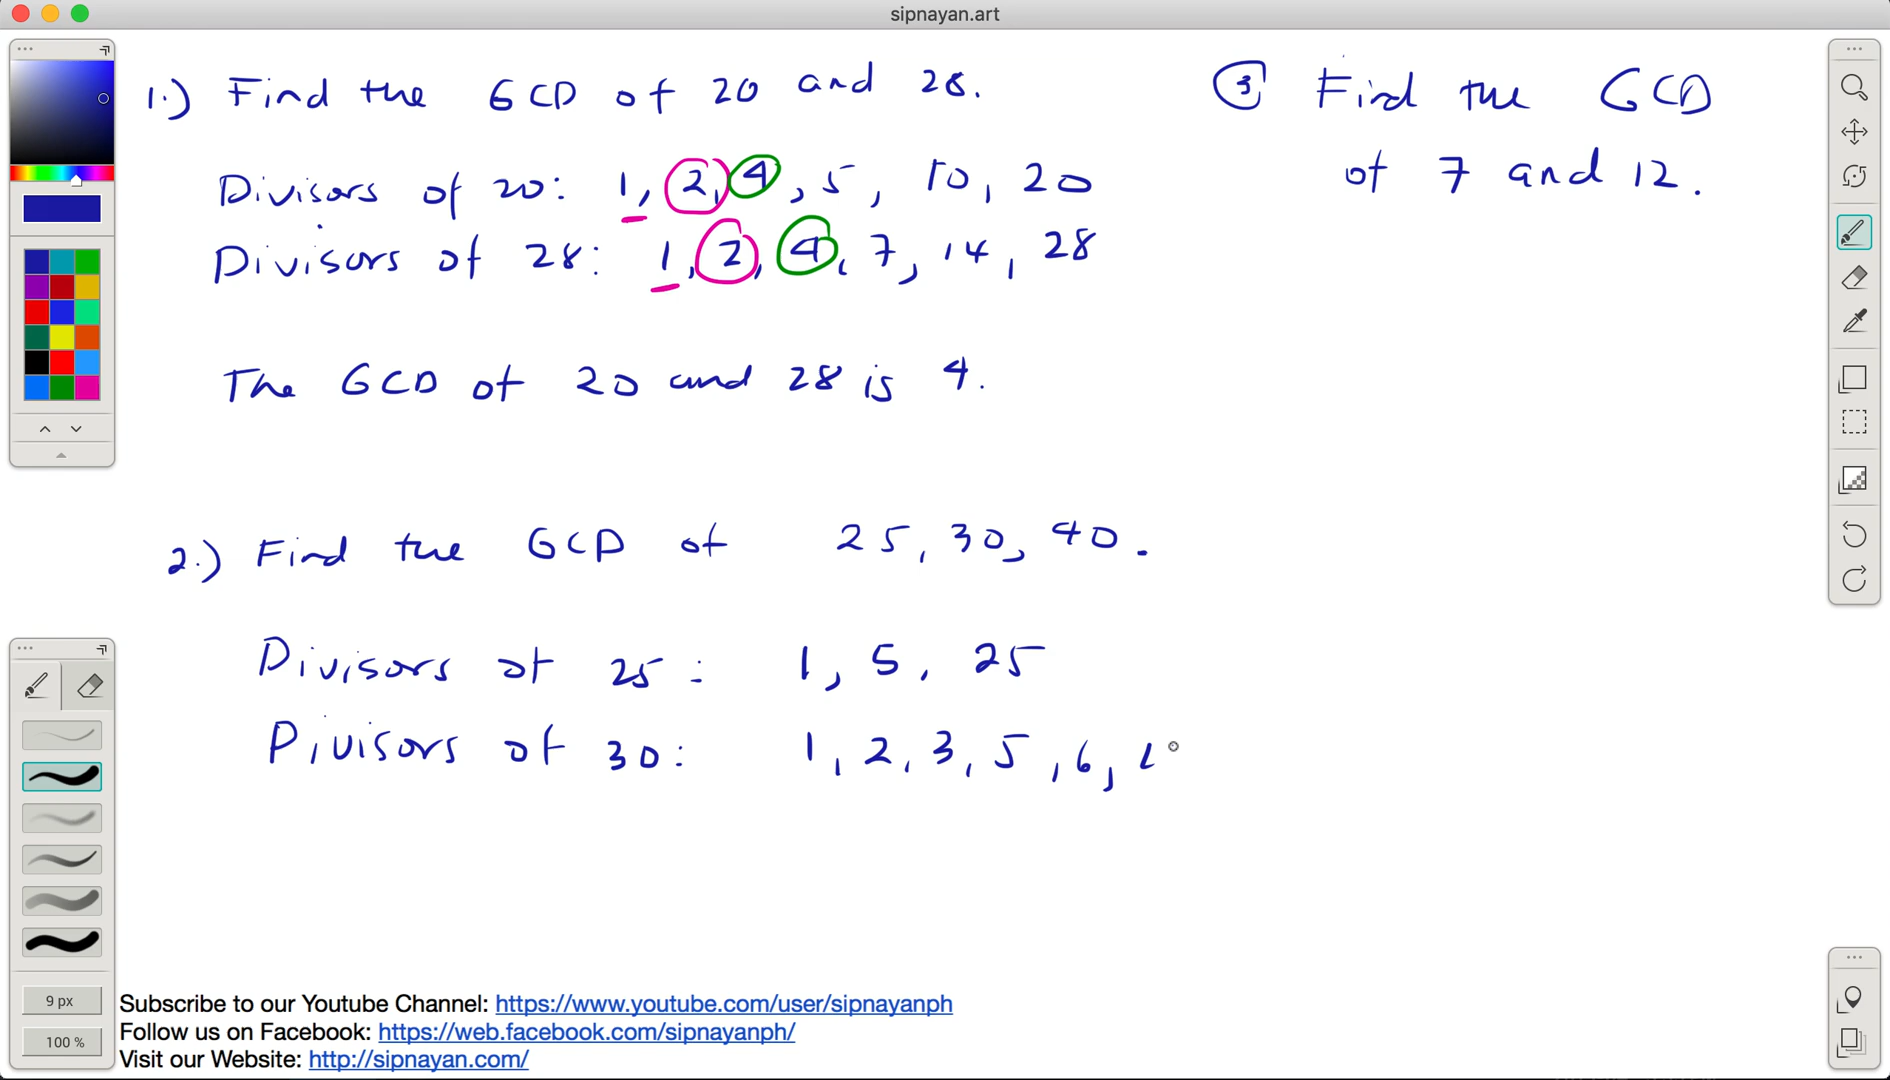 sipnayan.art
1.) Find the GCD of 20 and 28.
Divisors of 20: 1, 2, 4, 5, 10, 20
Divisors of 28: 1, 2, 4, 7, 14, 28
The GCD of 20 and 28 is 4.
2.) Find the GCD of 25, 30, 40.
Divisors of 25: 1, 5, 25
Divisors of 30: 1, 2, 3, 5, 6,
3 Find the GCD
of 7 and 12.
9 px
100 %
Subscribe to our Youtube Channel: https://www.youtube.com/user/sipnayanph
Follow us on Facebook: https://web.facebook.com/sipnayanph/
Visit our Website: http://sipnayan.com/